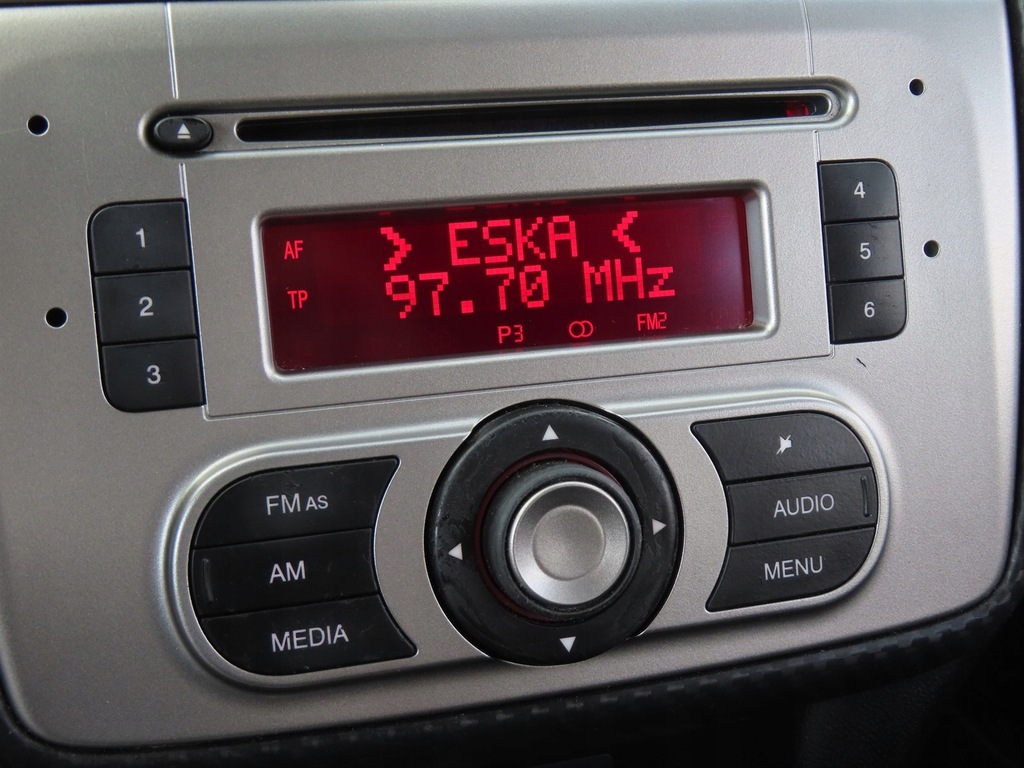 1
2
3
AF
> ESKA <
TP
97.70 MHz
P3
FM2
4
5
6
FM AS
AM
MEDIA
AUDIO
MENU